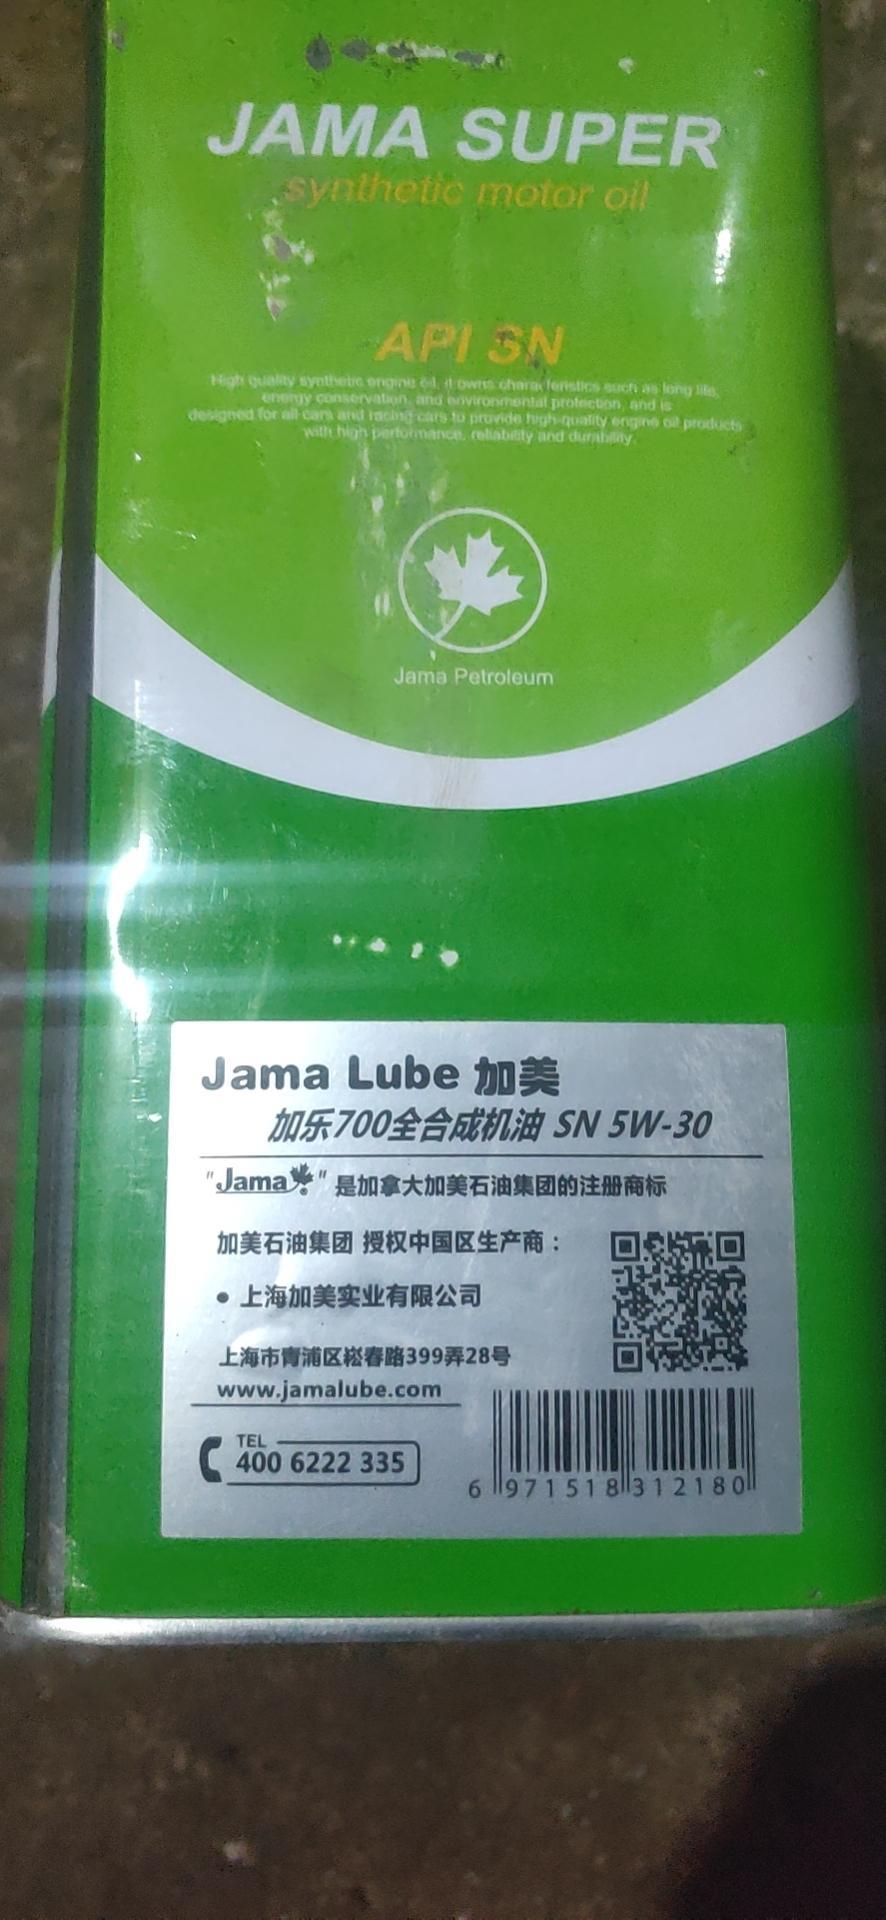 JAMA SUPER
synthetic motor oil
API SN
High quality synthetic engine oil, it owns characteristics such as long life,
energy conservation, and environmental protection, and is
designed for all cars and racing cars to provide high-quality engine oil products
with high performance, reliability and durability.
Jama Petroleum
Jama Lube 加美
加乐700全合成机油 SN 5W-30
"Jama®" 是加拿大加美石油集团的注册商标
加美石油集团 授权中国区生产商：
• 上海加美实业有限公司
上海市青浦区崧春路399弄28号
www.jamalube.com
TEL
400 6222 335
6 971518 312180